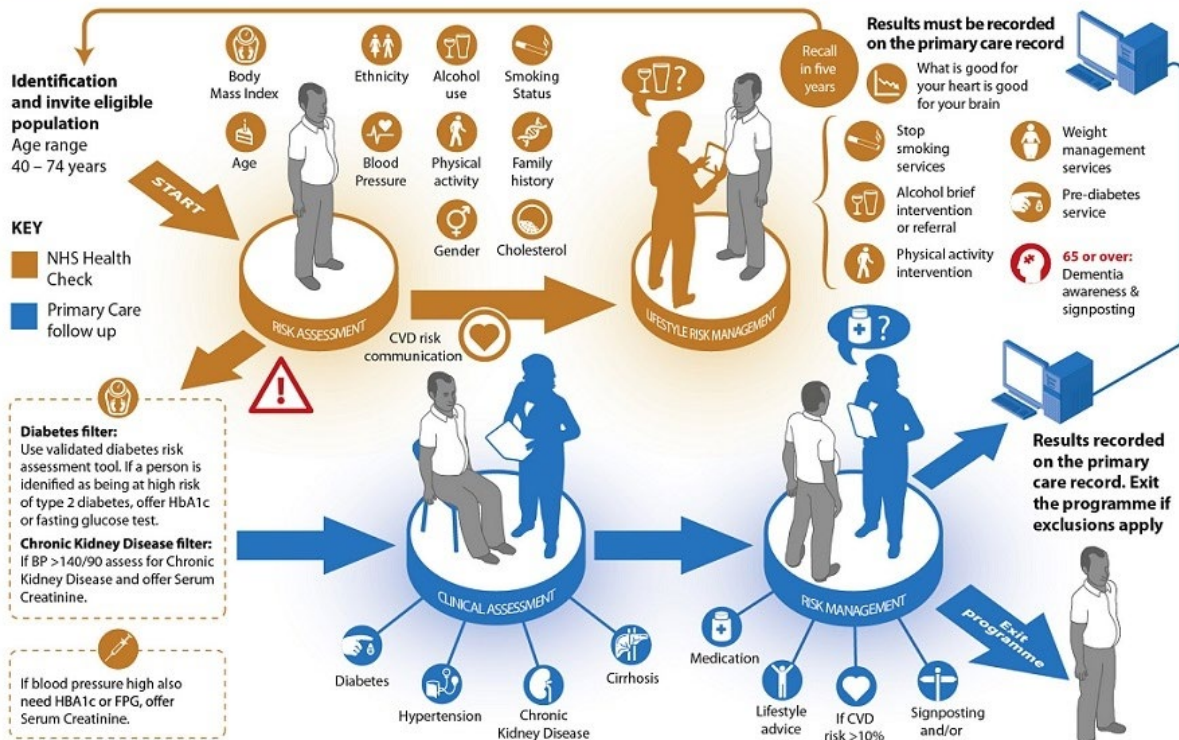 Identification
and invite eligible
population
Age range
40 – 74 years
START
KEY
NHS Health
Check
Primary Care
follow up
Body
Mass Index
Ethnicity
Alcohol
use
Smoking
Status
Age
Blood
Pressure
Physical
activity
Family
history
Gender
Cholesterol
RISK ASSESSMENT
CVD risk
communication
?
LIFESTYLE RISK MANAGEMENT
Recall
in five
years
Results must be recorded
on the primary care record
What is good for
your heart is good
for your brain
Stop
smoking
services
Alcohol brief
intervention
or referral
Physical activity
intervention
Weight
management
services
Pre-diabetes
service
65 or over:
Dementia
awareness &
signposting
!
Diabetes filter:
Use validated diabetes risk
assessment tool. If a person is
idenified as being at high risk
of type 2 diabetes, offer HbA1c
or fasting glucose test.
Chronic Kidney Disease filter:
If BP >140/90 assess for Chronic
Kidney Disease and offer Serum
Creatinine.
If blood pressure high also
need HBA1c or FPG, offer
Serum Creatinine.
CLINICAL ASSESSMENT
Diabetes
Hypertension
Chronic
Kidney Disease
Cirrhosis
?
RISK MANAGEMENT
Medication
Lifestyle
advice
If CVD
risk >10%
Signposting
and/or
Results recorded
on the primary
care record. Exit
the programme if
exclusions apply
Exit
programme